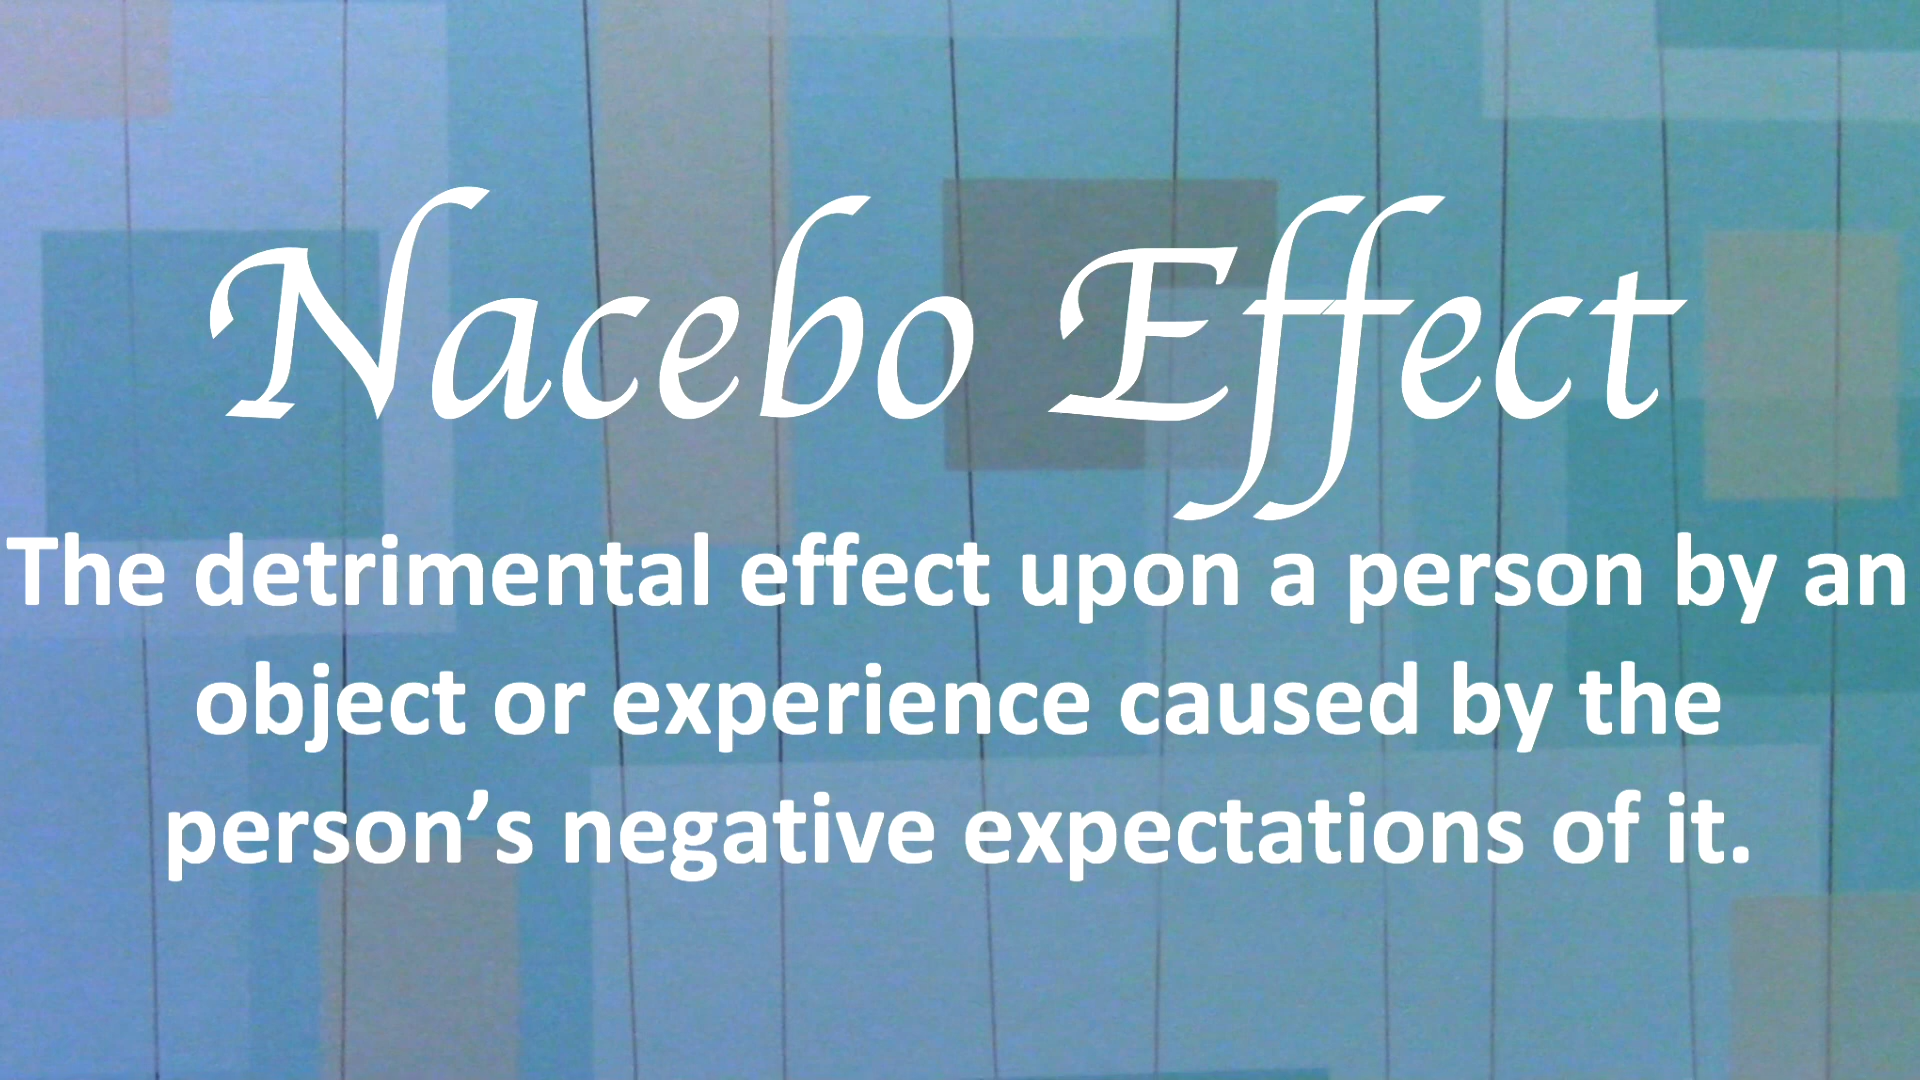 Nacebo Effect
The detrimental effect upon a person by an
object or experience caused by the
person’s negative expectations of it.